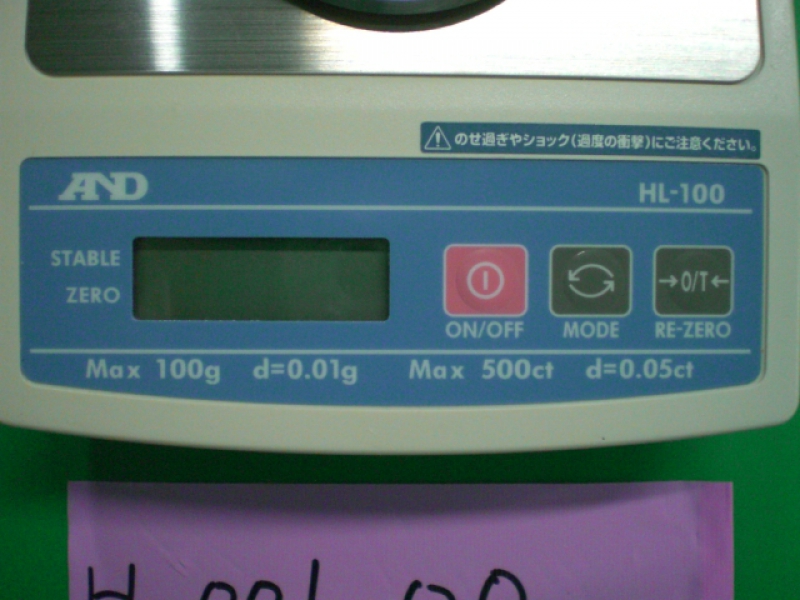 のせ過ぎやショック(過度の衝撃)にご注意ください。
AND HL-100
STABLE
ZERO
→0/T←
ON/OFF MODE RE-ZERO
Max 100g d=0.01g Max 500ct d=0.05ct